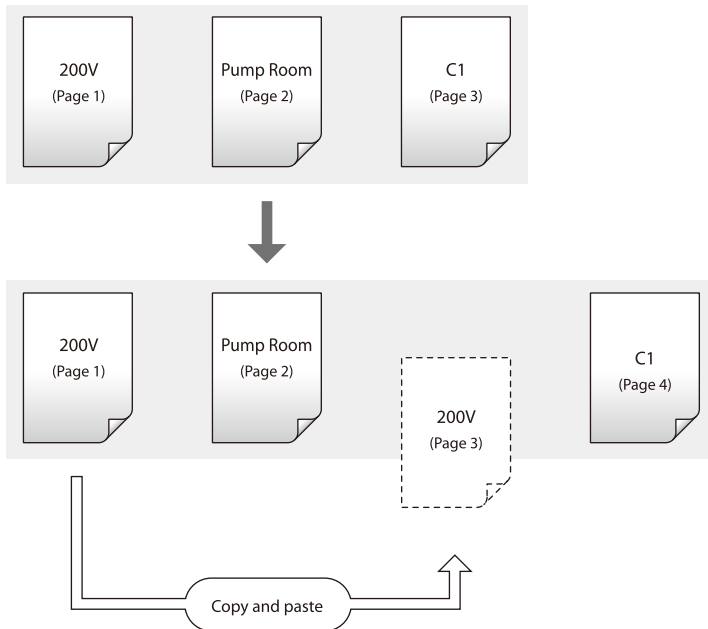 200V
(Page 1)
Pump Room
(Page 2)
C1
(Page 3)
200V
(Page 1)
Pump Room
(Page 2)
200V
(Page 3)
C1
(Page 4)
Copy and paste